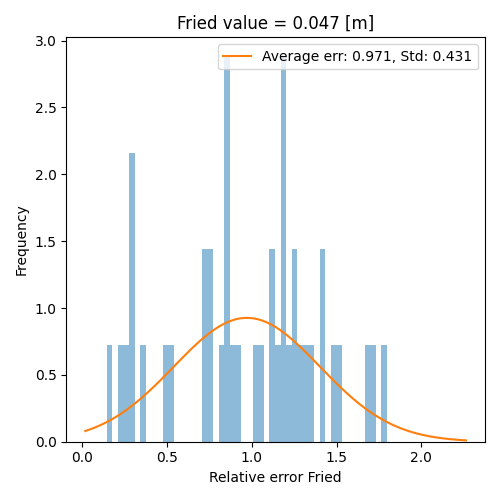 Fried value = 0.047 [m]
Average err: 0.971, Std: 0.431
3.0
2.5
2.0
1.5
1.0
0.5
0.0
Frequency
0.0 0.5 1.0 1.5 2.0
Relative error Fried